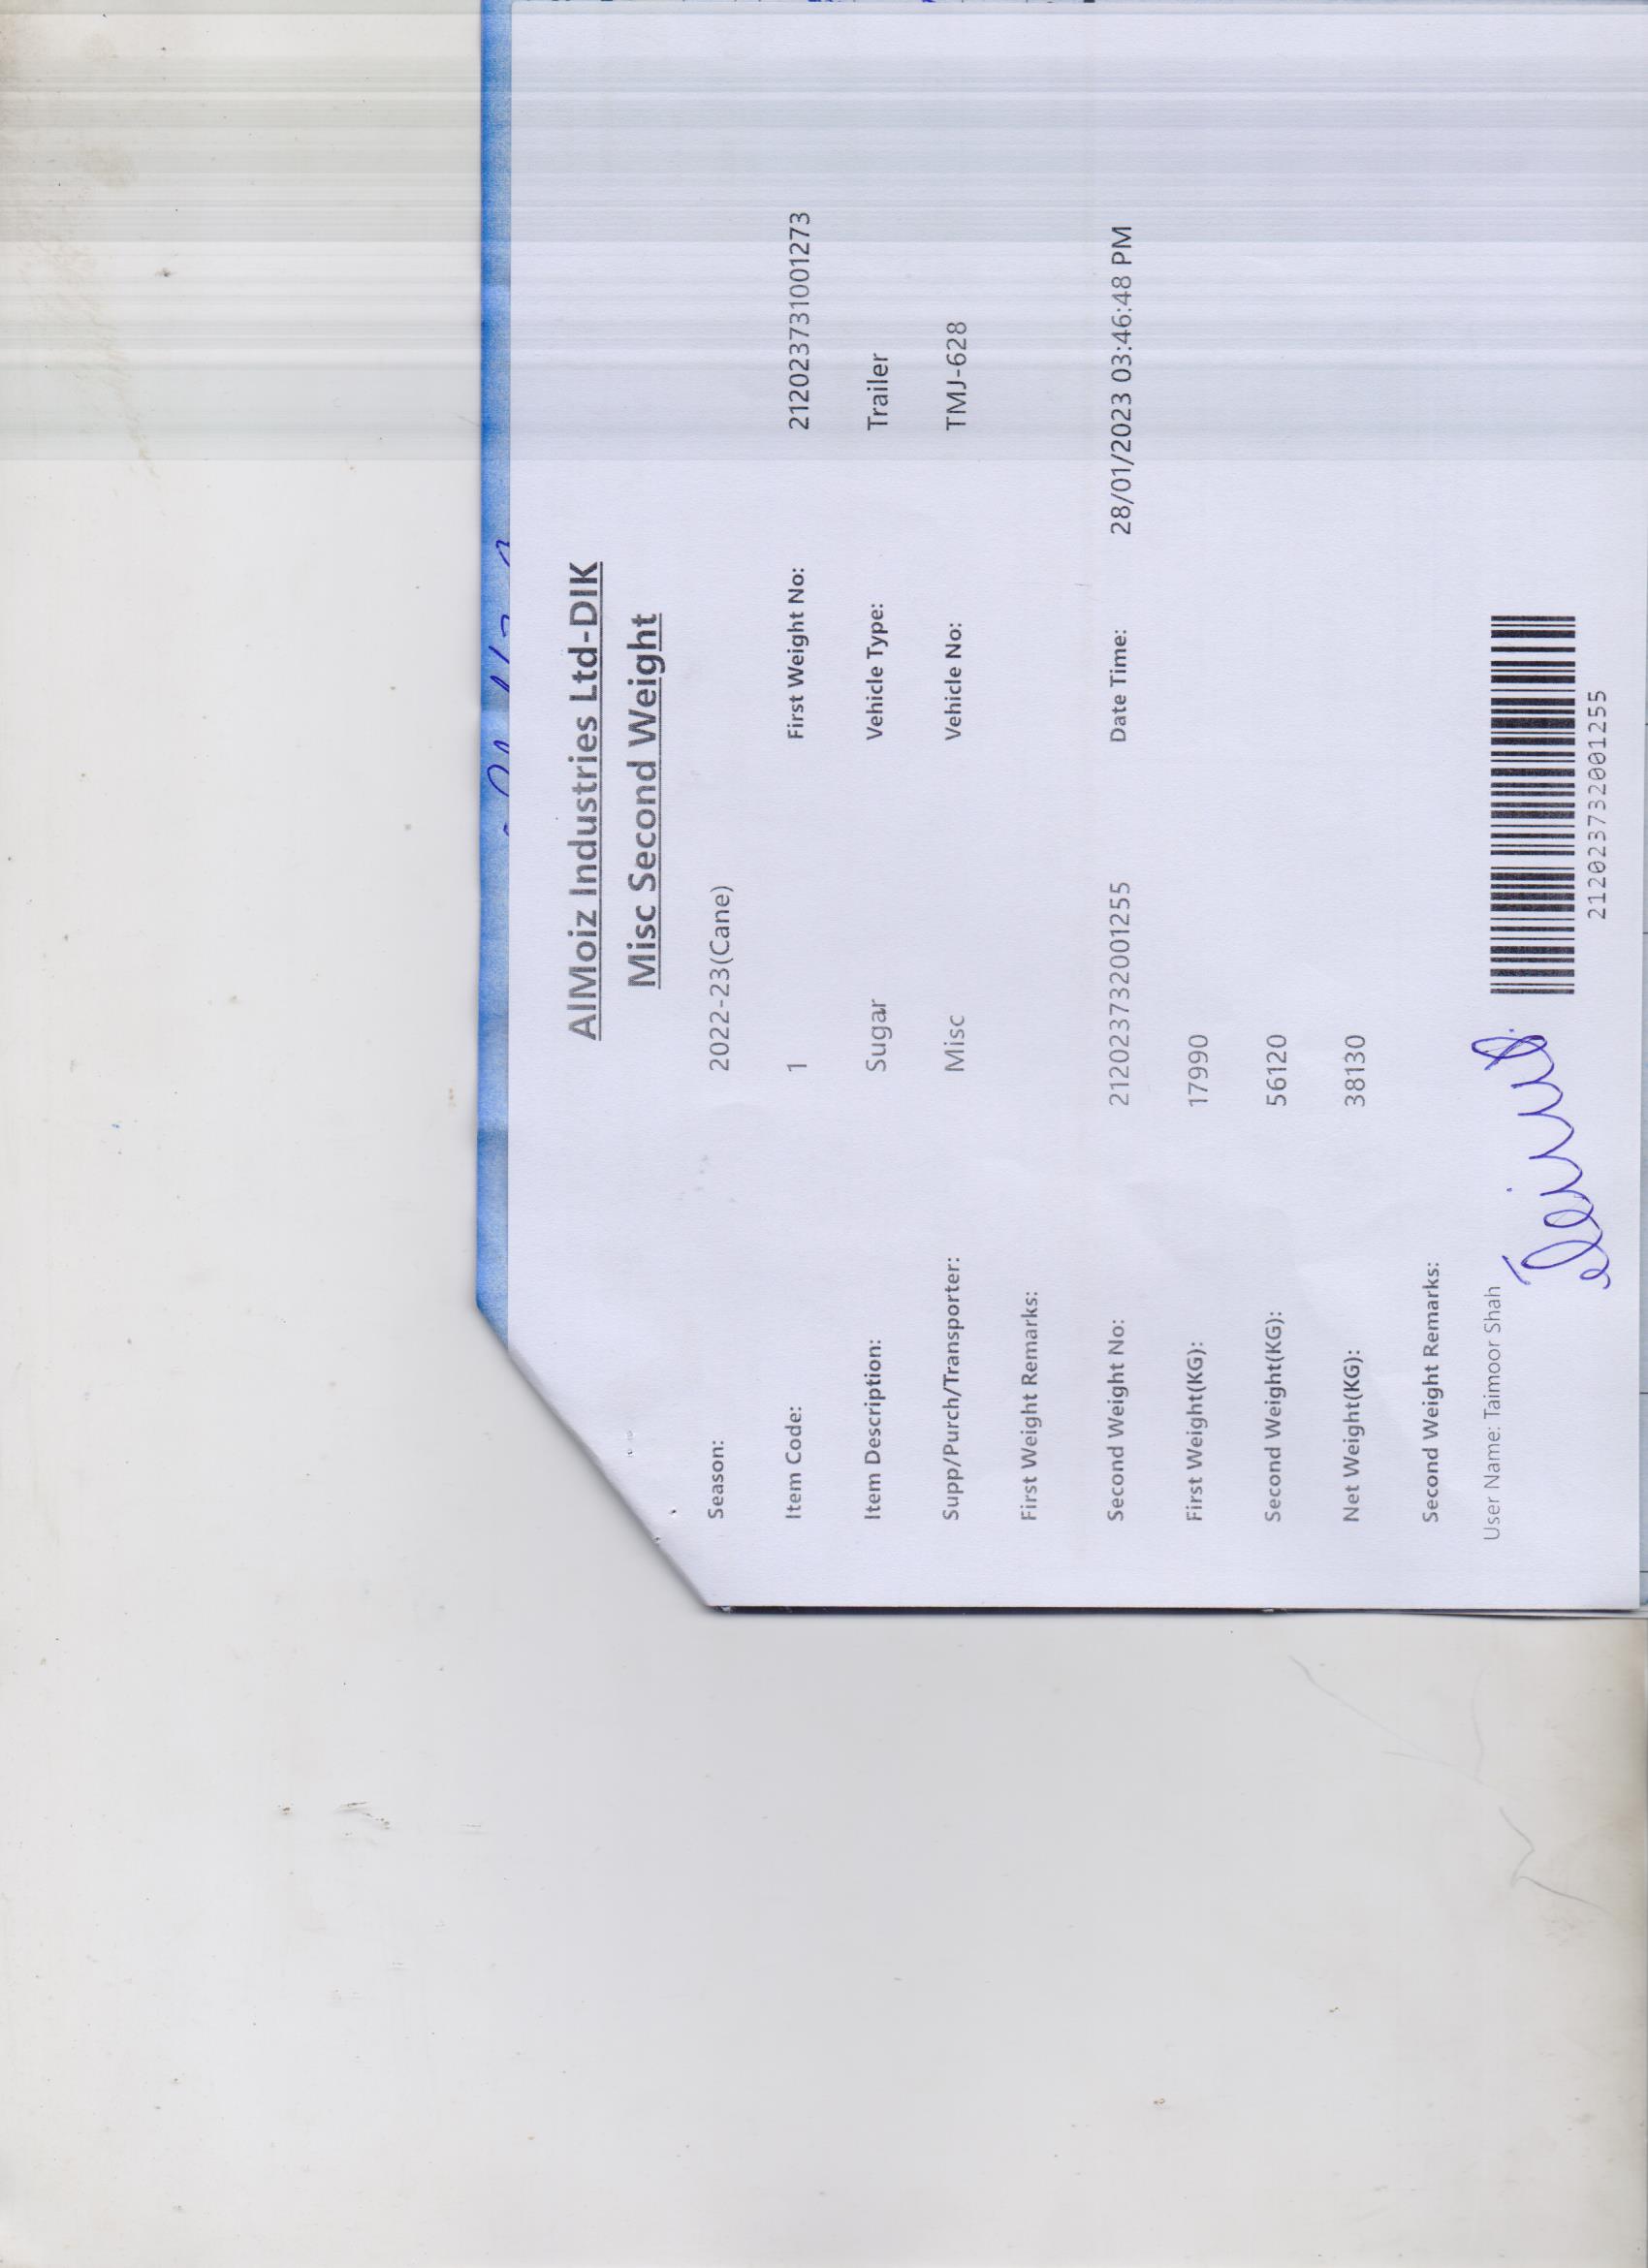 AlMoiz Industries Ltd-DIK
Misc Second Weight
Season: 2022-23(Cane)
Item Code: 1 First Weight No: 212023731001273
Item Description: Sugar Vehicle Type: Trailer
Supp/Purch/Transporter: Misc Vehicle No: TMJ-628
First Weight Remarks:
Second Weight No: 212023732001255 Date Time: 28/01/2023 03:46:48 PM
First Weight(KG): 17990
Second Weight(KG): 56120
Net Weight(KG): 38130
Second Weight Remarks:
User Name: Taimoor Shah
212023732001255